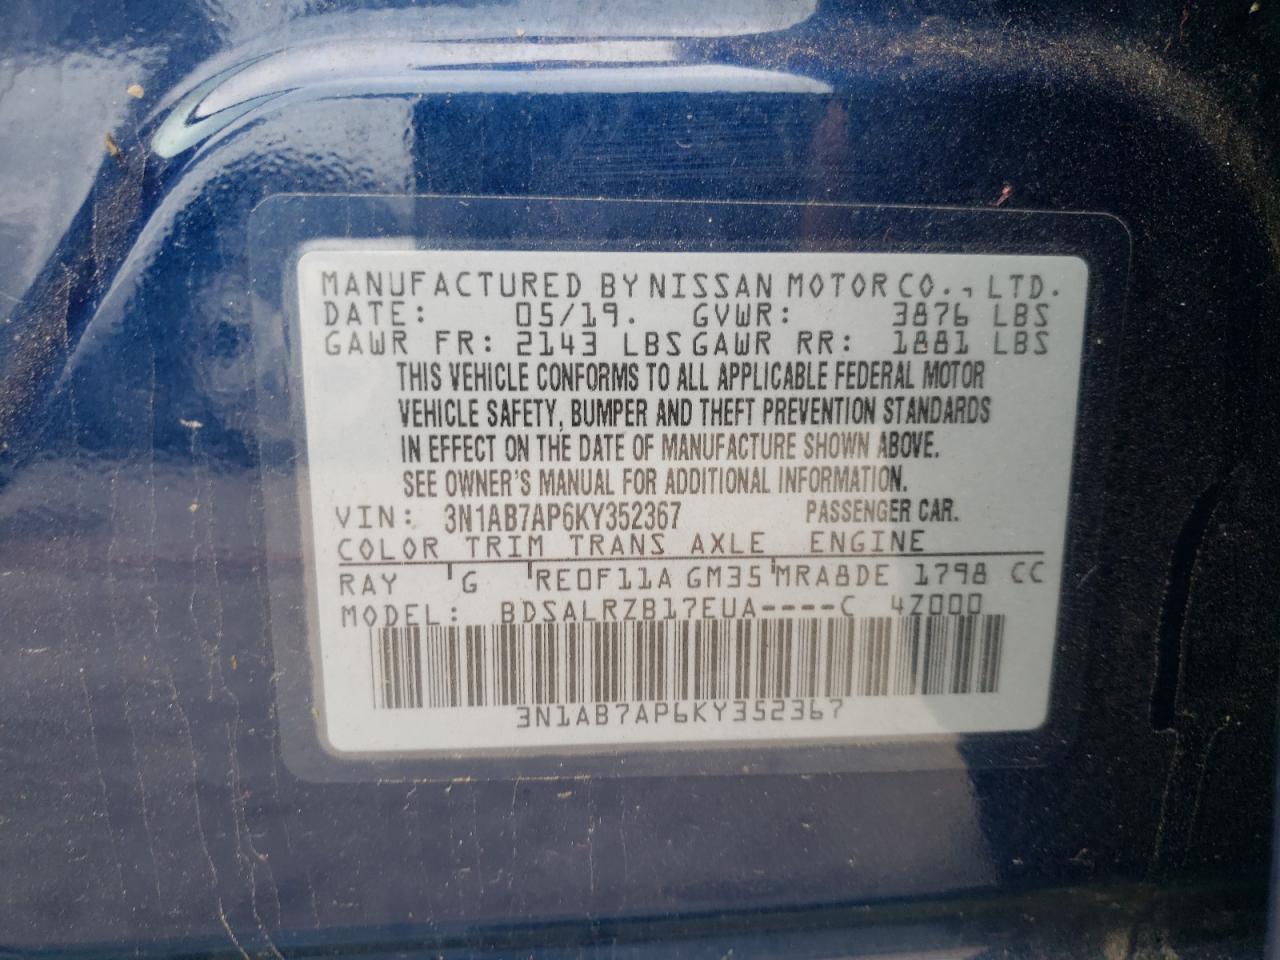 MANUFACTURED BY NISSAN MOTOR CO., LTD.
DATE: 05/19. GVWR: 3876 LBS
GAWR FR: 2143 LBS GAWR RR: 1881 LBS
THIS VEHICLE CONFORMS TO ALL APPLICABLE FEDERAL MOTOR
VEHICLE SAFETY, BUMPER AND THEFT PREVENTION STANDARDS
IN EFFECT ON THE DATE OF MANUFACTURE SHOWN ABOVE.
SEE OWNER'S MANUAL FOR ADDITIONAL INFORMATION.
VIN: 3N1AB7AP6KY352367 PASSENGER CAR.
COLOR TRIM TRANS AXLE ENGINE
RAY G RE0F11A GM35 MRA8DE 1798 CC
MODEL: BDSALRZB17EUA----C 4Z000
3N1AB7AP6KY352367